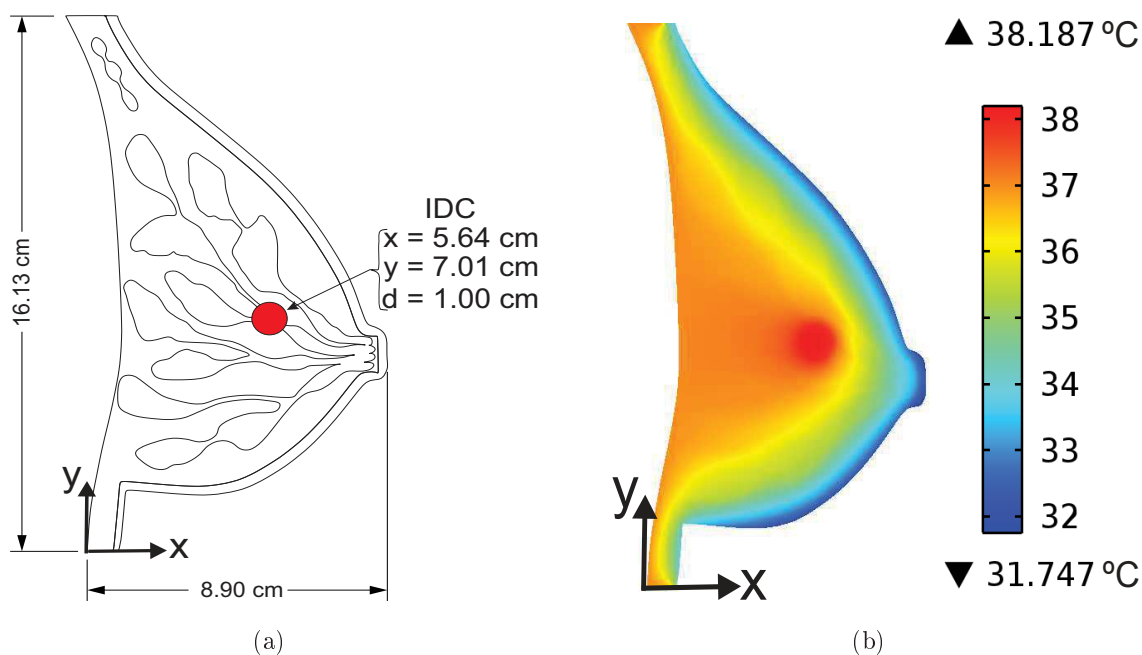 16.13 cm
IDC
x = 5.64 cm
y = 7.01 cm
d = 1.00 cm
y
x
8.90 cm
(a)
▲ 38.187 ºC
38
37
36
35
34
33
32
▼ 31.747 ºC
y
x
(b)